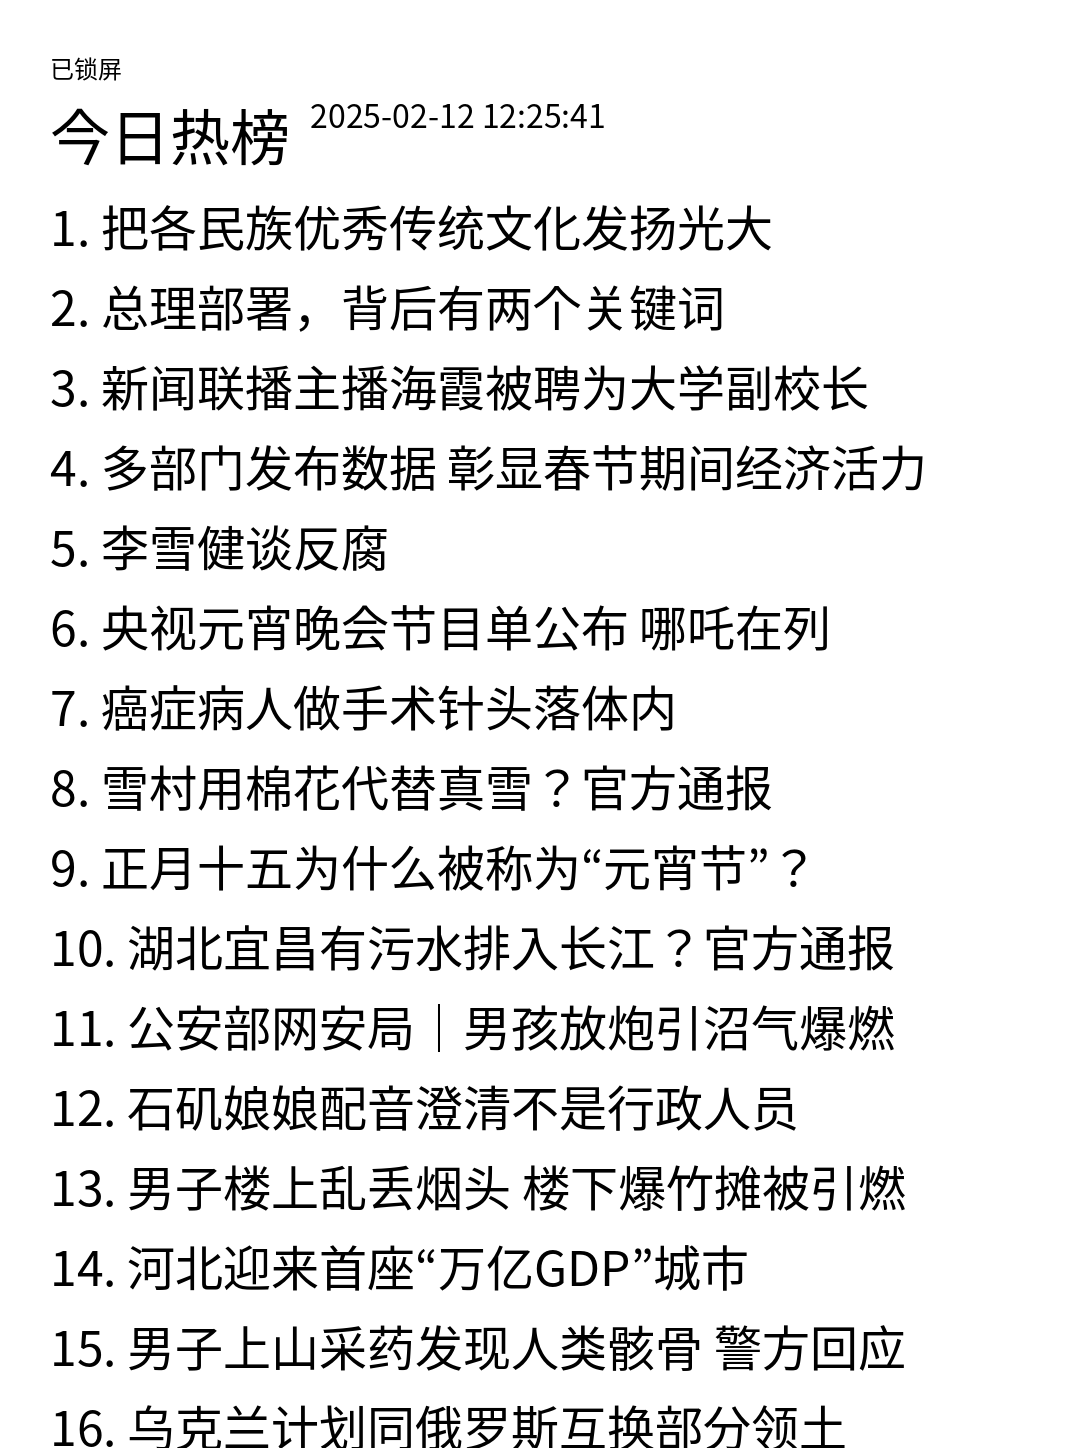 已锁屏
今日热榜 2025-02-12 12:25:41
1. 把各民族优秀传统文化发扬光大
2. 总理部署，背后有两个关键词
3. 新闻联播主播海霞被聘为大学副校长
4. 多部门发布数据 彰显春节期间经济活力
5. 李雪健谈反腐
6. 央视元宵晚会节目单公布 哪吒在列
7. 癌症病人做手术针头落体内
8. 雪村用棉花代替真雪？官方通报
9. 正月十五为什么被称为“元宵节”？
10. 湖北宜昌有污水排入长江？官方通报
11. 公安部网安局｜男孩放炮引沼气爆燃
12. 石矶娘娘配音澄清不是行政人员
13. 男子楼上乱丢烟头 楼下爆竹摊被引燃
14. 河北迎来首座“万亿GDP”城市
15. 男子上山采药发现人类骸骨 警方回应
16. 乌克兰计划同俄罗斯互换部分领土